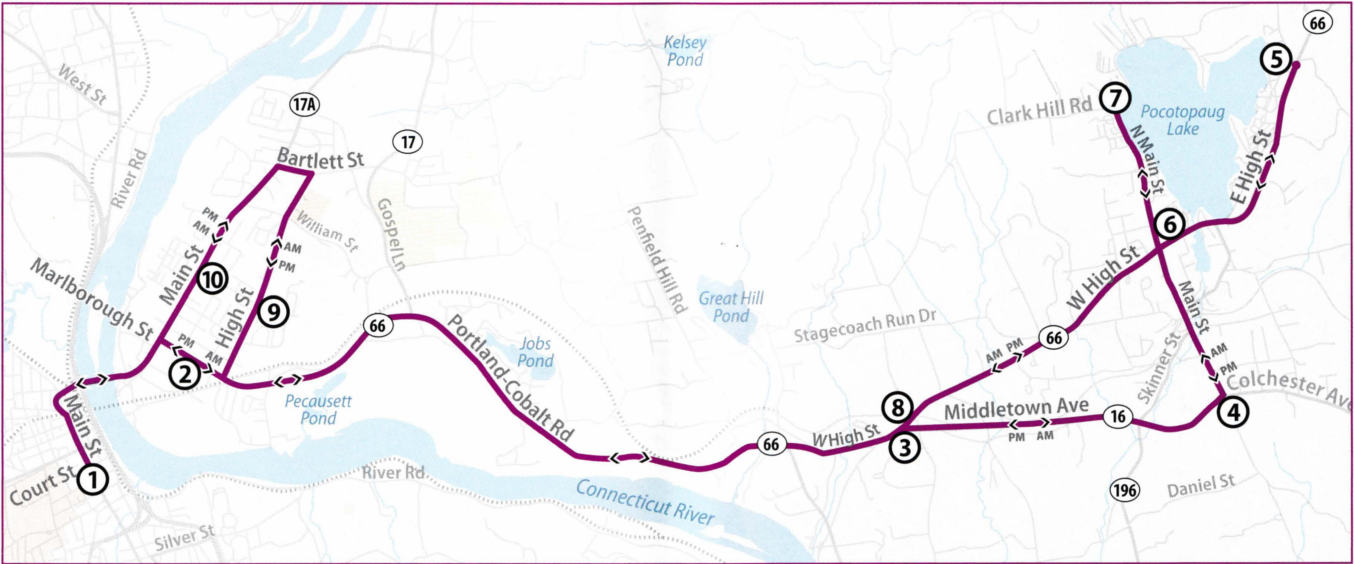 66
Kelsey
Pond
5
West St
7
17A
Clark Hill Rd
Pocotopaug
Lake
17
N Main St
Bartlett St
E High St
River Rd
PM
AM
William St
Gospel Ln
AM
PM
Penfield Hill Rd
6
Main St
10
Marlborough St
W High St
Great Hill
Pond
Main St
High St
9
66
Stagecoach Run Dr
66
PM
AM
Portland-Cobalt Rd
Jobs
Pond
AM PM
Skinner St
AM
PM
2
Colchester Ave
Pecausett
Pond
8
Middletown Ave
16
4
Main St
PM AM
66
W High St
3
1
Court St
River Rd
Connecticut River
196
Daniel St
Silver St